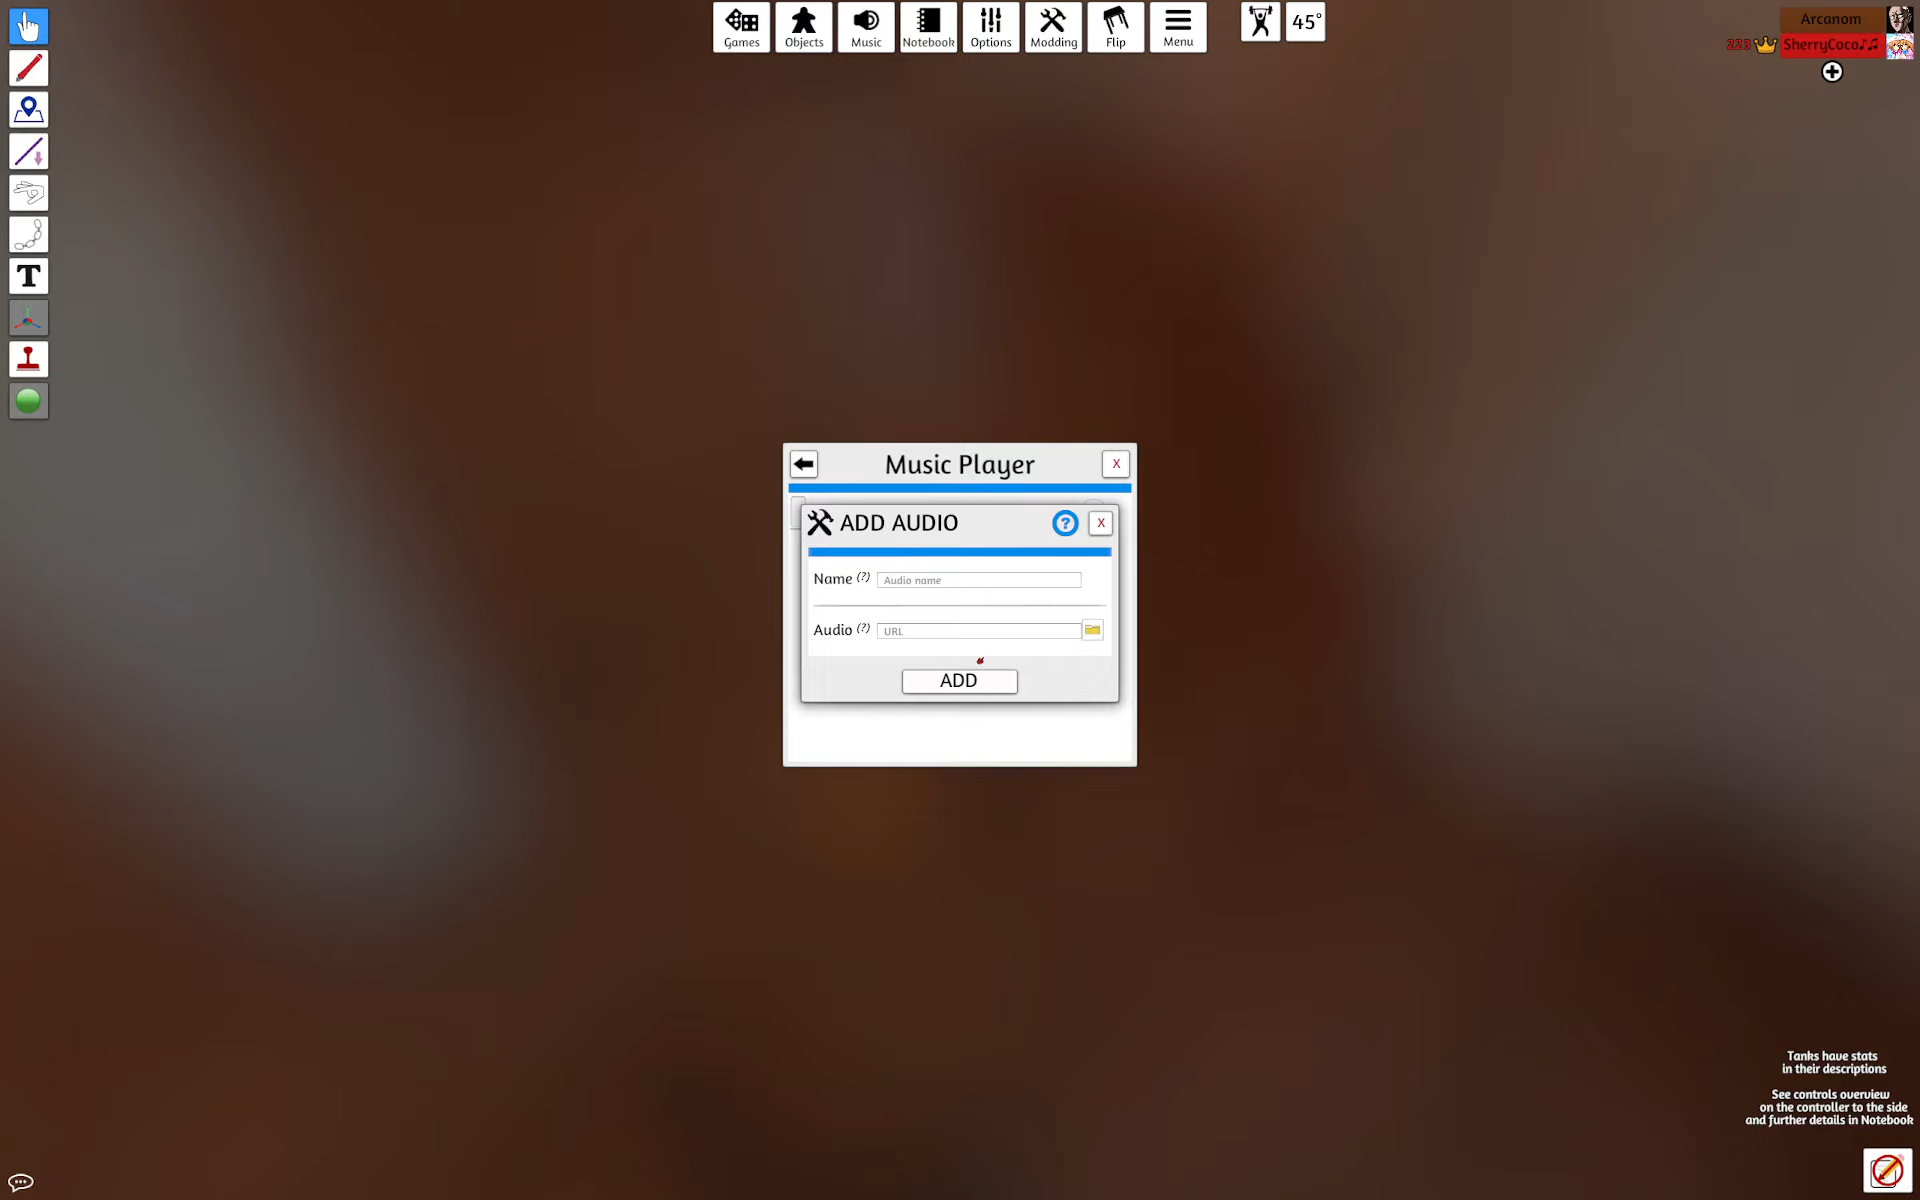 Games
Objects
Music
Notebook
Options
Modding
Flip
Menu
45°
Arcanom
223
SherryCoco♪♫
T
Music Player
X
ADD AUDIO
?
X
Name (?)
Audio name
Audio (?)
URL
ADD
Tanks have stats
in their descriptions
See controls overview
on the controller to the side
and further details in Notebook